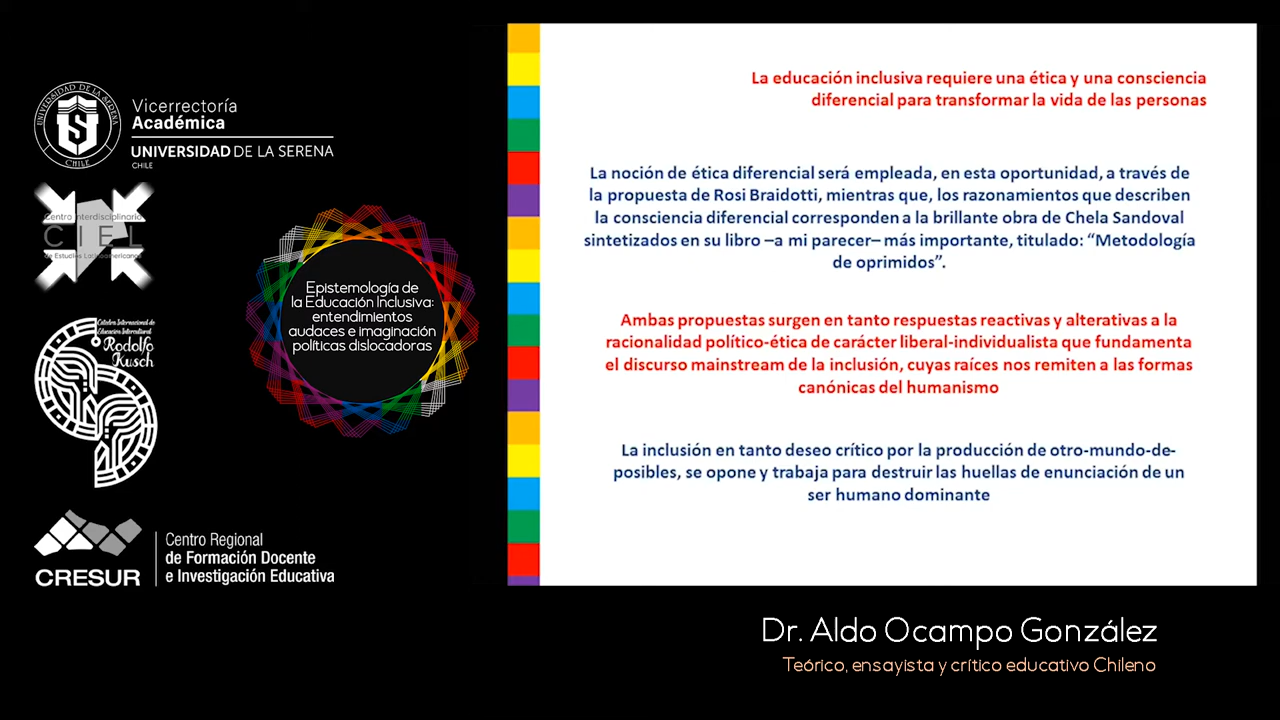 UNIVERSIDAD DE LA SERENA
CHILE
Vicerrectoría
Académica
UNIVERSIDAD DE LA SERENA
CHILE
Centro Interdisciplinario
CIEL
de Estudios Latinoamericanos
Cátedra Internacional de
Educación Intercultural
Rodolfo
Kusch
CRESUR
Centro Regional
de Formación Docente
e Investigación Educativa
Epistemología de
la Educación Inclusiva:
entendimientos
audaces e imaginación
políticas dislocadoras
La educación inclusiva requiere una ética y una consciencia
diferencial para transformar la vida de las personas
La noción de ética diferencial será empleada, en esta oportunidad, a través de
la propuesta de Rosi Braidotti, mientras que, los razonamientos que describen
la consciencia diferencial corresponden a la brillante obra de Chela Sandoval
sintetizados en su libro –a mi parecer– más importante, titulado: “Metodología
de oprimidos”.
Ambas propuestas surgen en tanto respuestas reactivas y alterativas a la
racionalidad político-ética de carácter liberal-individualista que fundamenta
el discurso mainstream de la inclusión, cuyas raíces nos remiten a las formas
canónicas del humanismo
La inclusión en tanto deseo crítico por la producción de otro-mundo-de-
posibles, se opone y trabaja para destruir las huellas de enunciación de un
ser humano dominante
Dr. Aldo Ocampo González
Teórico, ensayista y crítico educativo Chileno